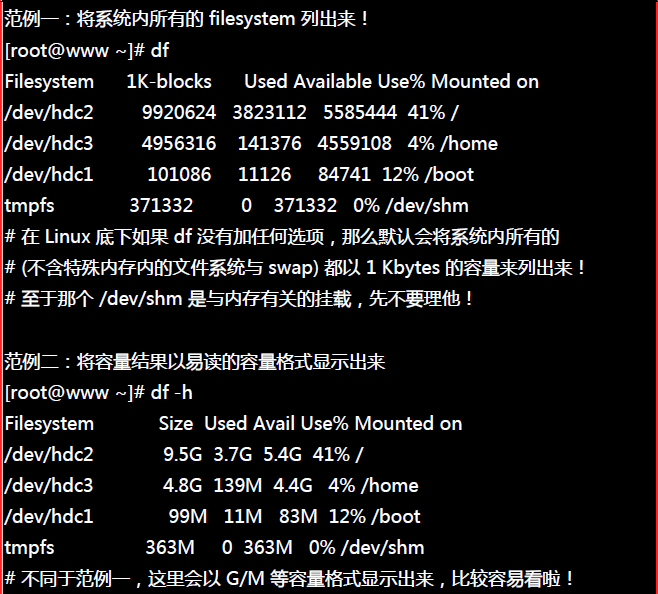 范例一：将系统内所有的 filesystem 列出来！
[root@www ~]# df
Filesystem 1K-blocks Used Available Use% Mounted on
/dev/hdc2 9920624 3823112 5585444 41% /
/dev/hdc3 4956316 141376 4559108 4% /home
/dev/hdc1 101086 11126 84741 12% /boot
tmpfs 371332 0 371332 0% /dev/shm
# 在 Linux 底下如果 df 没有加任何选项，那么默认会将系统内所有的
# (不含特殊内存内的文件系统与 swap) 都以 1 Kbytes 的容量来列出来！
# 至于那个 /dev/shm 是与内存有关的挂载，先不要理他！
范例二：将容量结果以易读的容量格式显示出来
[root@www ~]# df -h
Filesystem Size Used Avail Use% Mounted on
/dev/hdc2 9.5G 3.7G 5.4G 41% /
/dev/hdc3 4.8G 139M 4.4G 4% /home
/dev/hdc1 99M 11M 83M 12% /boot
tmpfs 363M 0 363M 0% /dev/shm
# 不同于范例一，这里会以 G/M 等容量格式显示出来，比较容易看啦！